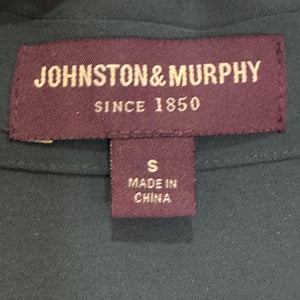 JOHNSTON&MURPHY
SINCE 1850
S
MADE IN
CHINA